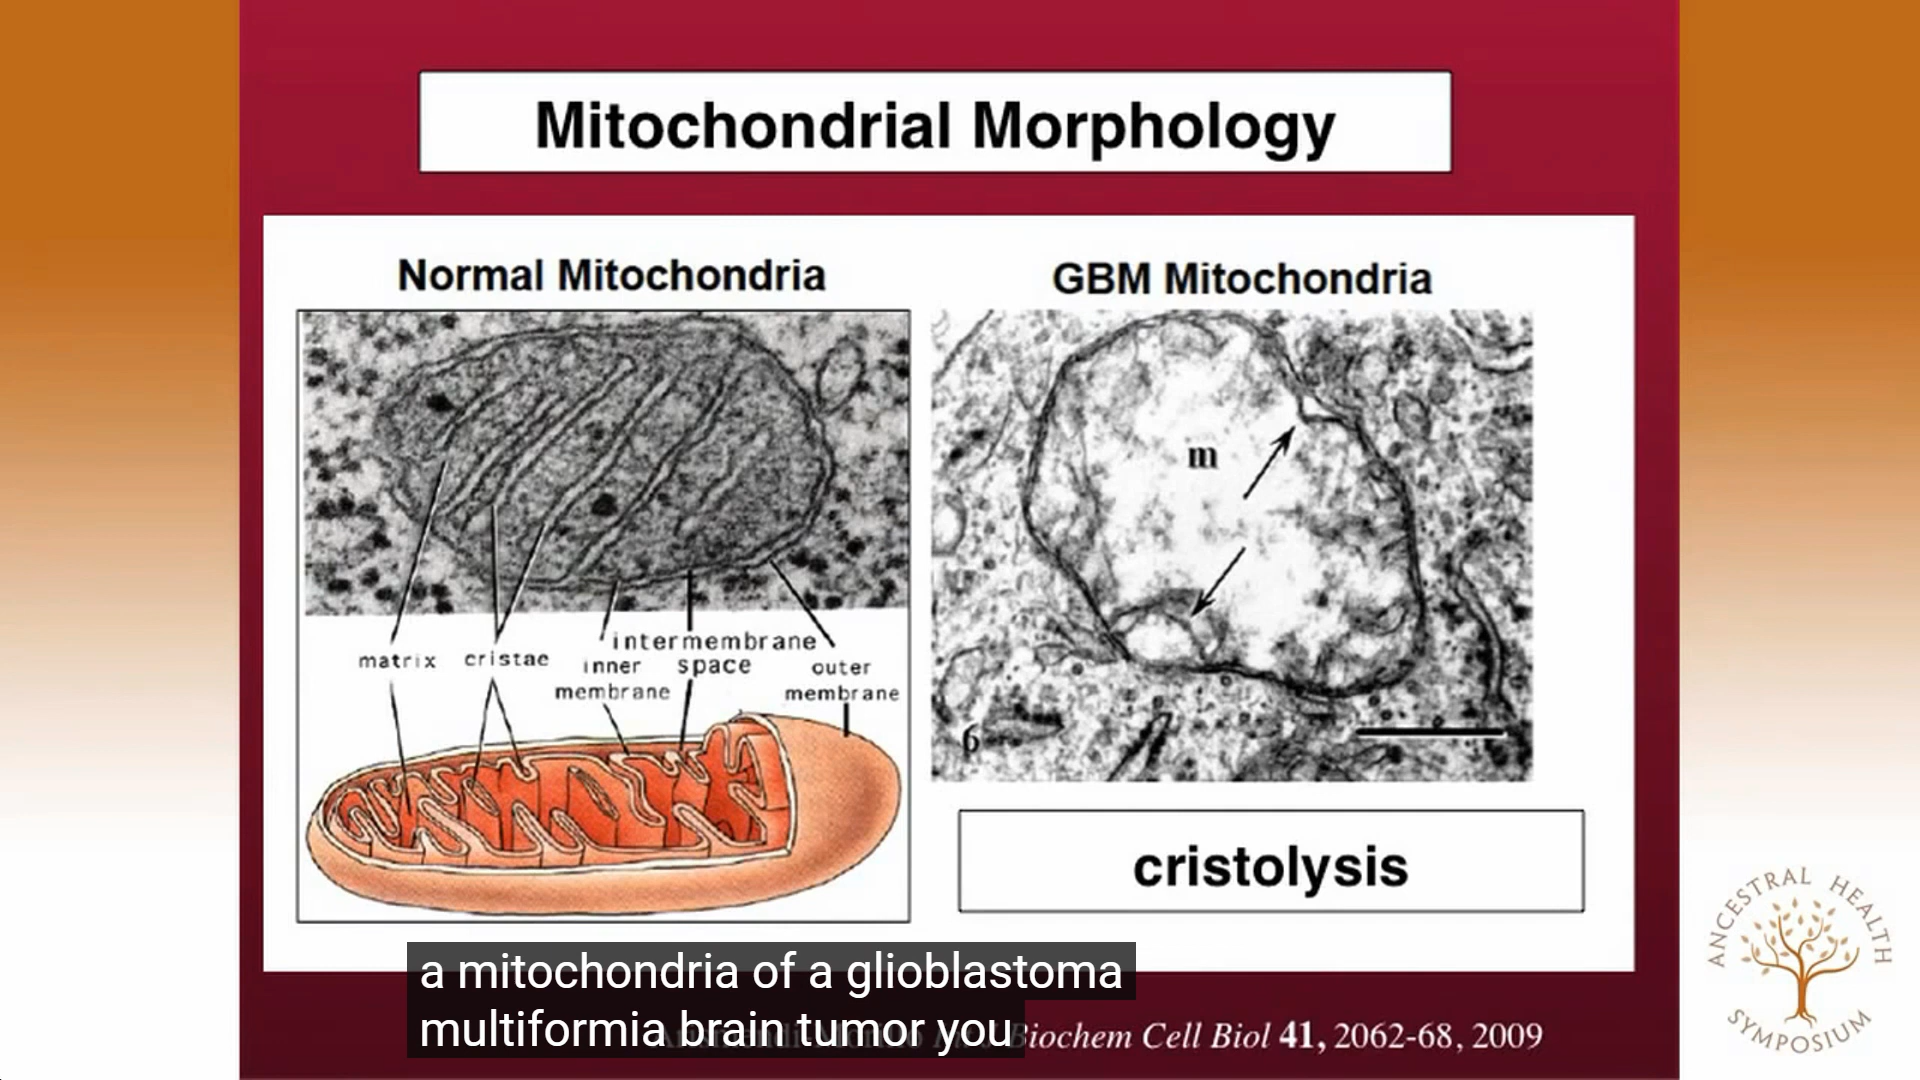 Mitochondrial Morphology
Normal Mitochondria
GBM Mitochondria
m
6
matrix
cristae
intermembrane
space
inner
membrane
outer
membrane
cristolysis
a mitochondria of a glioblastoma
multiformia brain tumor you
Biochem Cell Biol 41, 2062-68, 2009
ANCESTRAL HEALTH
SYMPOSIUM